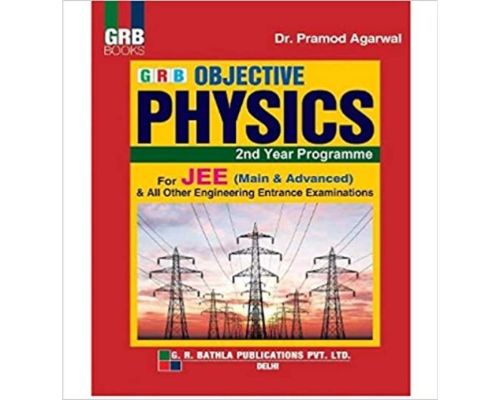 GRB
BOOKS
Dr. Pramod Agarwal
GRB OBJECTIVE
PHYSICS
2nd Year Programme
For JEE (Main & Advanced)
& All Other Engineering Entrance Examinations
G. R. BATHLA PUBLICATIONS PVT. LTD.
DELHI